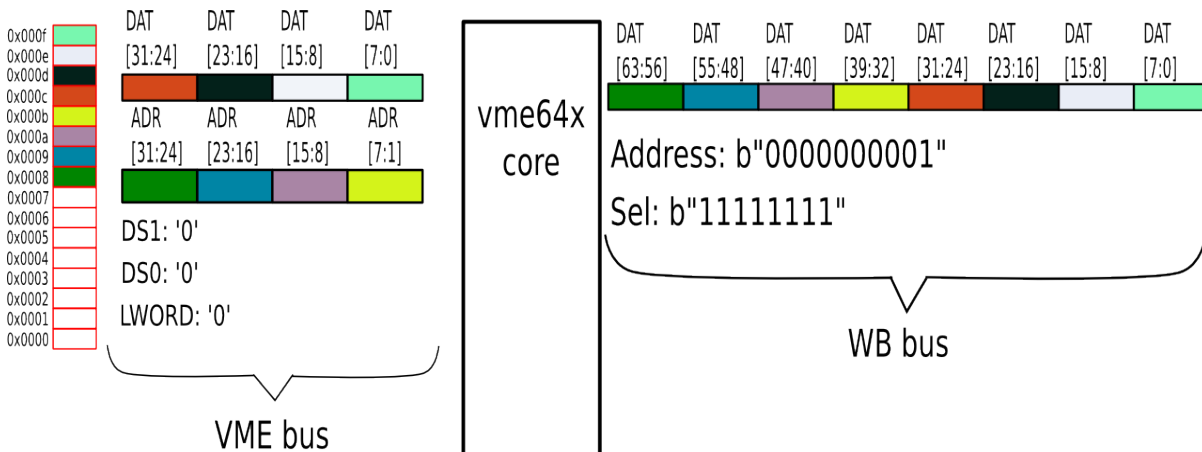 0x000f
0x000e
0x000d
0x000c
0x000b
0x000a
0x0009
0x0008
0x0007
0x0006
0x0005
0x0004
0x0003
0x0002
0x0001
0x0000
DAT DAT DAT DAT
[31:24] [23:16] [15:8] [7:0]
ADR ADR ADR ADR
[31:24] [23:16] [15:8] [7:1]
DS1: '0'
DS0: '0'
LWORD: '0'
VME bus
vme64x
core
DAT DAT DAT DAT DAT DAT DAT DAT
[63:56] [55:48] [47:40] [39:32] [31:24] [23:16] [15:8] [7:0]
Address: b"0000000001"
Sel: b"11111111"
WB bus